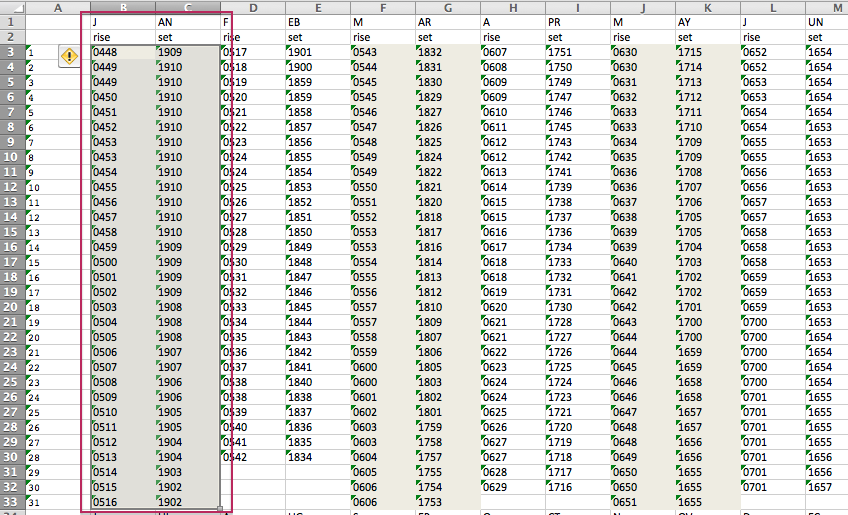 A B C D E F G H I J K L M
1 J AN F EB M AR A PR M AY J UN
2 rise set rise set rise set rise set rise set rise set
3 1 0448 1909 0517 1901 0543 1832 0607 1751 0630 1715 0652 1654
4 2 0449 1910 0518 1900 0544 1831 0608 1750 0630 1714 0652 1654
5 3 0449 1910 0519 1859 0545 1830 0609 1749 0631 1713 0653 1654
6 4 0450 1910 0520 1859 0545 1829 0609 1747 0632 1712 0653 1654
7 5 0451 1910 0521 1858 0546 1827 0610 1746 0633 1711 0654 1654
8 6 0452 1910 0522 1857 0547 1826 0611 1745 0633 1710 0654 1653
9 7 0453 1910 0523 1856 0548 1825 0612 1743 0634 1709 0655 1653
10 8 0453 1910 0524 1855 0549 1824 0612 1742 0635 1709 0655 1653
11 9 0454 1910 0524 1854 0549 1822 0613 1741 0636 1708 0656 1653
12 10 0455 1910 0525 1853 0550 1821 0614 1739 0636 1707 0656 1653
13 11 0456 1910 0526 1852 0551 1820 0615 1738 0637 1706 0657 1653
14 12 0457 1910 0527 1851 0552 1818 0615 1737 0638 1705 0657 1653
15 13 0458 1910 0528 1850 0553 1817 0616 1736 0639 1705 0658 1653
16 14 0459 1909 0529 1849 0553 1816 0617 1734 0639 1704 0658 1653
17 15 0500 1909 0530 1848 0554 1814 0618 1733 0640 1703 0658 1653
18 16 0501 1909 0531 1847 0555 1813 0618 1732 0641 1702 0659 1653
19 17 0502 1909 0532 1846 0556 1812 0619 1731 0642 1702 0659 1653
20 18 0503 1908 0533 1845 0557 1810 0620 1730 0642 1701 0659 1653
21 19 0504 1908 0534 1844 0557 1809 0621 1728 0643 1700 0700 1653
22 20 0505 1908 0535 1843 0558 1807 0621 1727 0644 1700 0700 1654
23 21 0506 1907 0536 1842 0559 1806 0622 1726 0644 1659 0700 1654
24 22 0507 1907 0537 1841 0600 1805 0623 1725 0645 1659 0700 1654
25 23 0508 1906 0538 1840 0600 1803 0624 1724 0646 1658 0700 1654
26 24 0509 1906 0538 1838 0601 1802 0624 1723 0646 1658 0701 1655
27 25 0510 1905 0539 1837 0602 1801 0625 1721 0647 1657 0701 1655
28 26 0511 1905 0540 1836 0603 1759 0626 1720 0648 1657 0701 1655
29 27 0512 1904 0541 1835 0603 1758 0627 1719 0648 1656 0701 1655
30 28 0513 1904 0542 1834 0604 1757 0627 1718 0649 1656 0701 1656
31 29 0514 1903 0605 1755 0628 1717 0650 1655 0701 1656
32 30 0515 1902 0606 1754 0629 1716 0650 1655 0701 1657
33 31 0516 1902 0606 1753 0651 1655